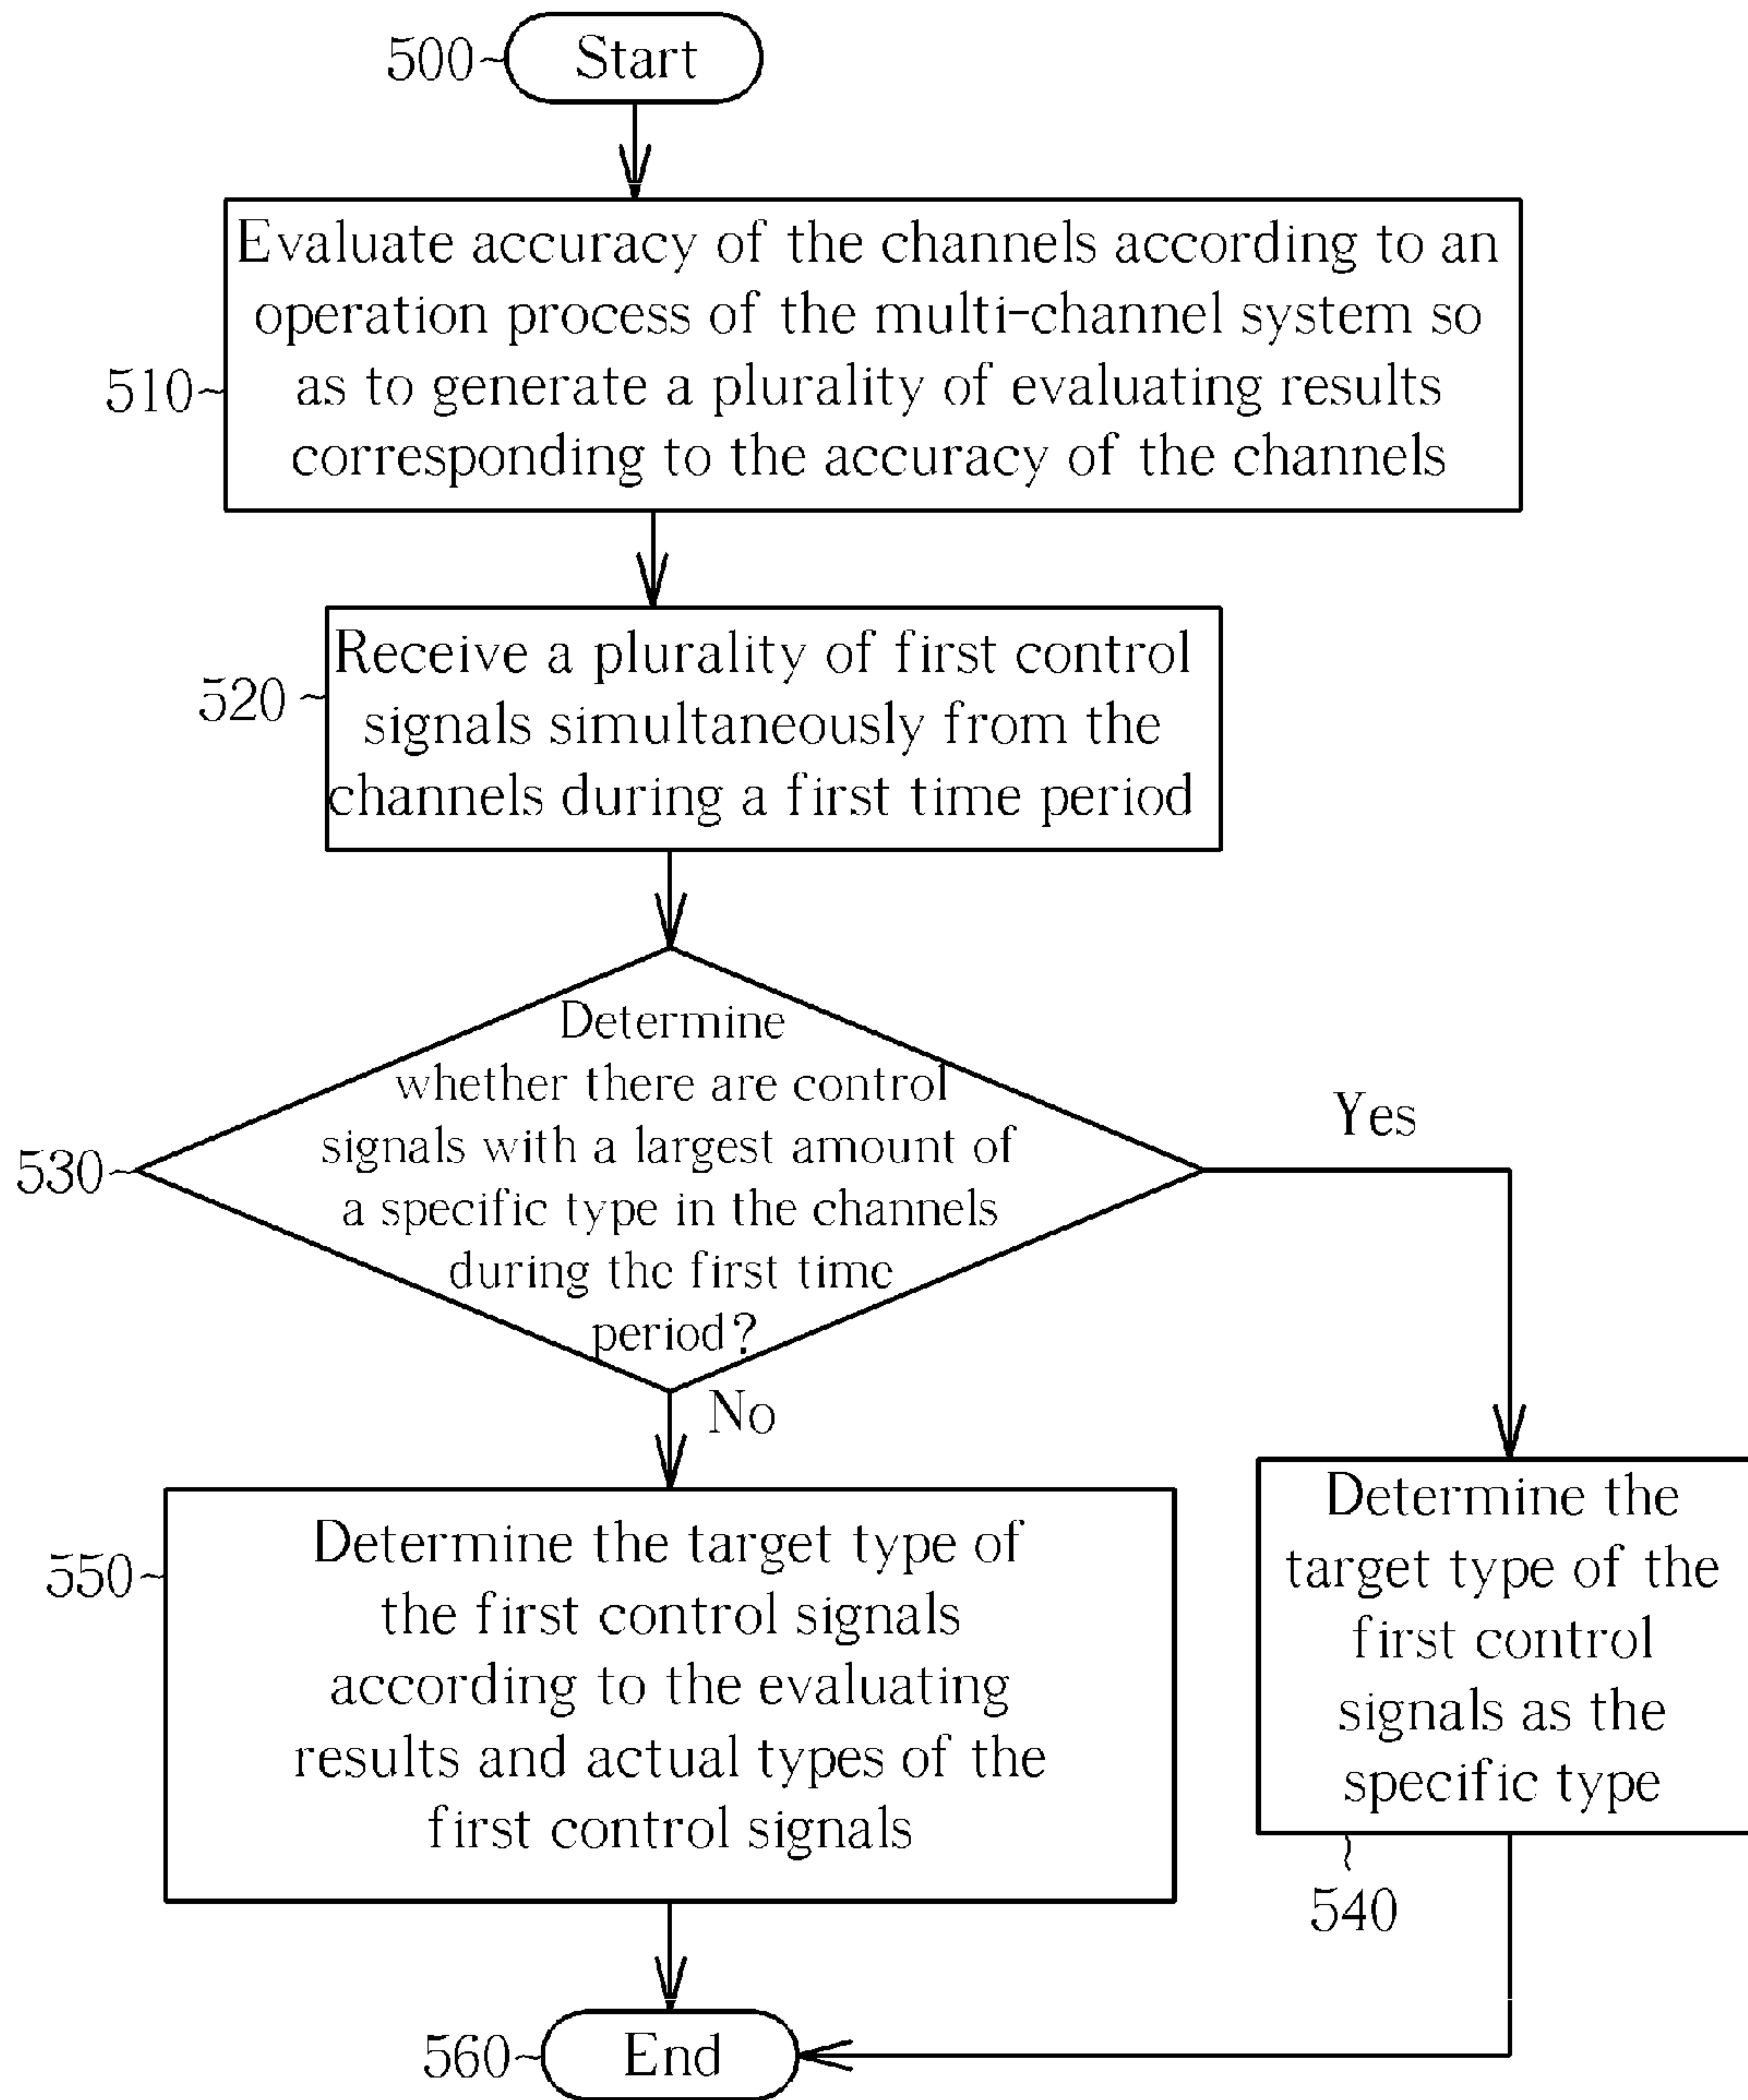 500
Start
Evaluate accuracy of the channels according to an
operation process of the multi-channel system so
as to generate a plurality of evaluating results
corresponding to the accuracy of the channels
510
Receive a plurality of first control
signals simultaneously from the
channels during a first time period
520
Determine
whether there are control
signals with a largest amount of
a specific type in the channels
during the first time
period?
530
Yes
No
Determine the target type of
the first control signals
according to the evaluating
results and actual types of the
first control signals
550
Determine the
target type of the
first control
signals as the
specific type
540
560
End